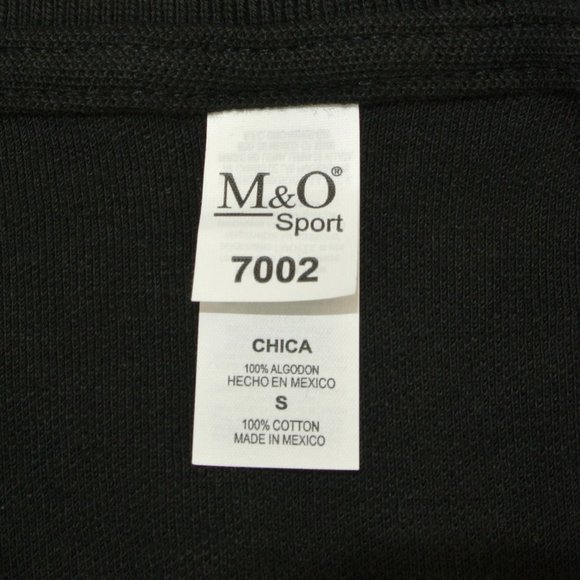 M&O®
Sport
7002
CHICA
100% ALGODON
HECHO EN MEXICO
S
100% COTTON
MADE IN MEXICO